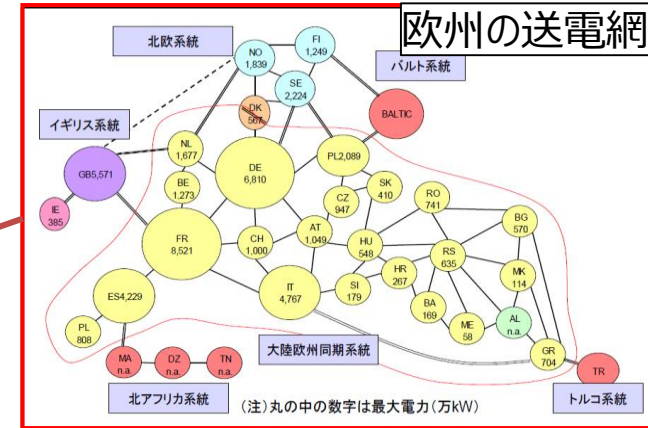 欧州の送電網
北欧系統
バルト系統
イギリス系統
NO
1,839
FI
1,249
SE
2,224
DK
567
BALTIC
NL
1,677
GB5,571
BE
1,273
DE
6,810
PL2,089
IE
385
SK
410
CZ
947
RO
741
BG
570
FR
8,521
CH
1,000
AT
1,049
HU
548
RS
635
HR
267
MK
114
IT
4,767
SI
179
BA
169
ME
58
AL
n.a.
ES4,229
PL
808
GR
704
TR
MA
n.a.
DZ
n.a.
TN
n.a.
大陸欧州同期系統
北アフリカ系統
(注)丸の中の数字は最大電力(万kW)
トルコ系統